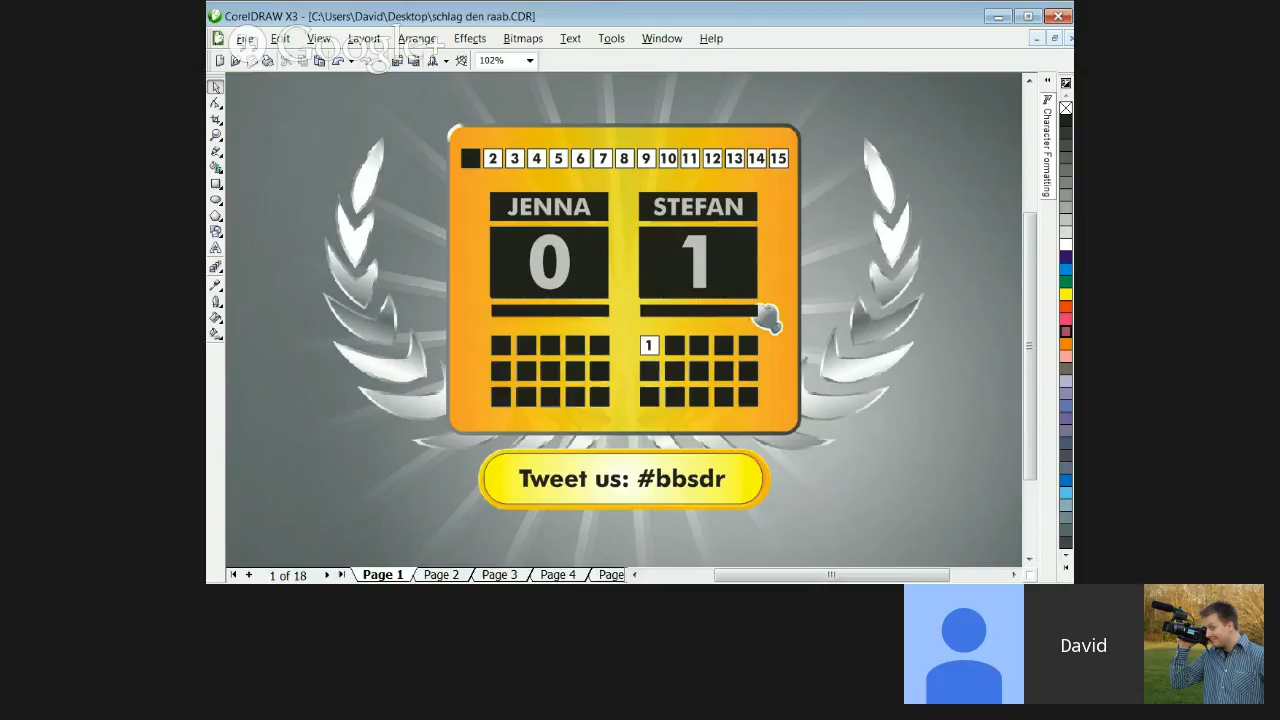 CorelDRAW X3 - [C:\Users\David\Desktop\schlag den raab.CDR]
File Edit View Layout Arrange Effects Bitmaps Text Tools Window Help
Google+
102%
Character Formatting
2 3 4 5 6 7 8 9 10 11 12 13 14 15
JENNA STEFAN
0 1
1
Tweet us: #bbsdr
1 of 18 Page 1 Page 2 Page 3 Page 4 Page
David